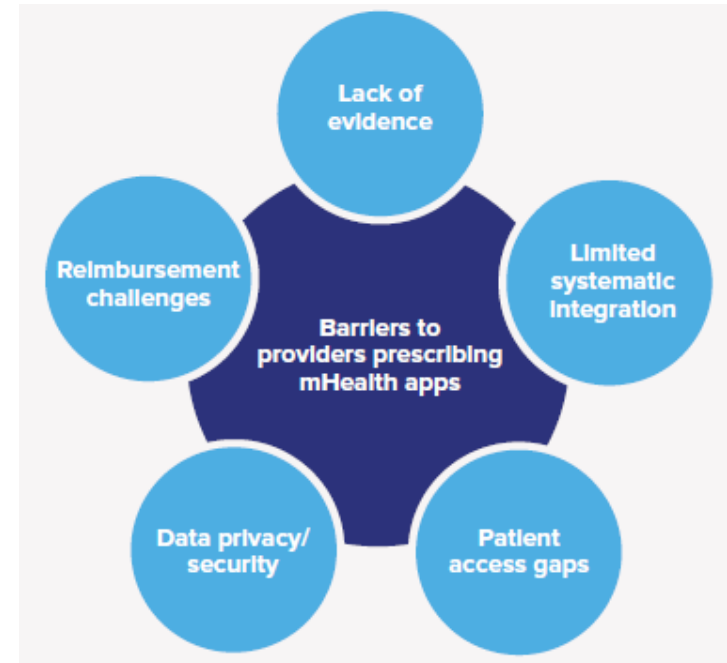 Lack of
evidence
Limited
systematic
integration
Patient
access gaps
Data privacy/
security
Reimbursement
challenges
Barriers to
providers prescribing
mHealth apps